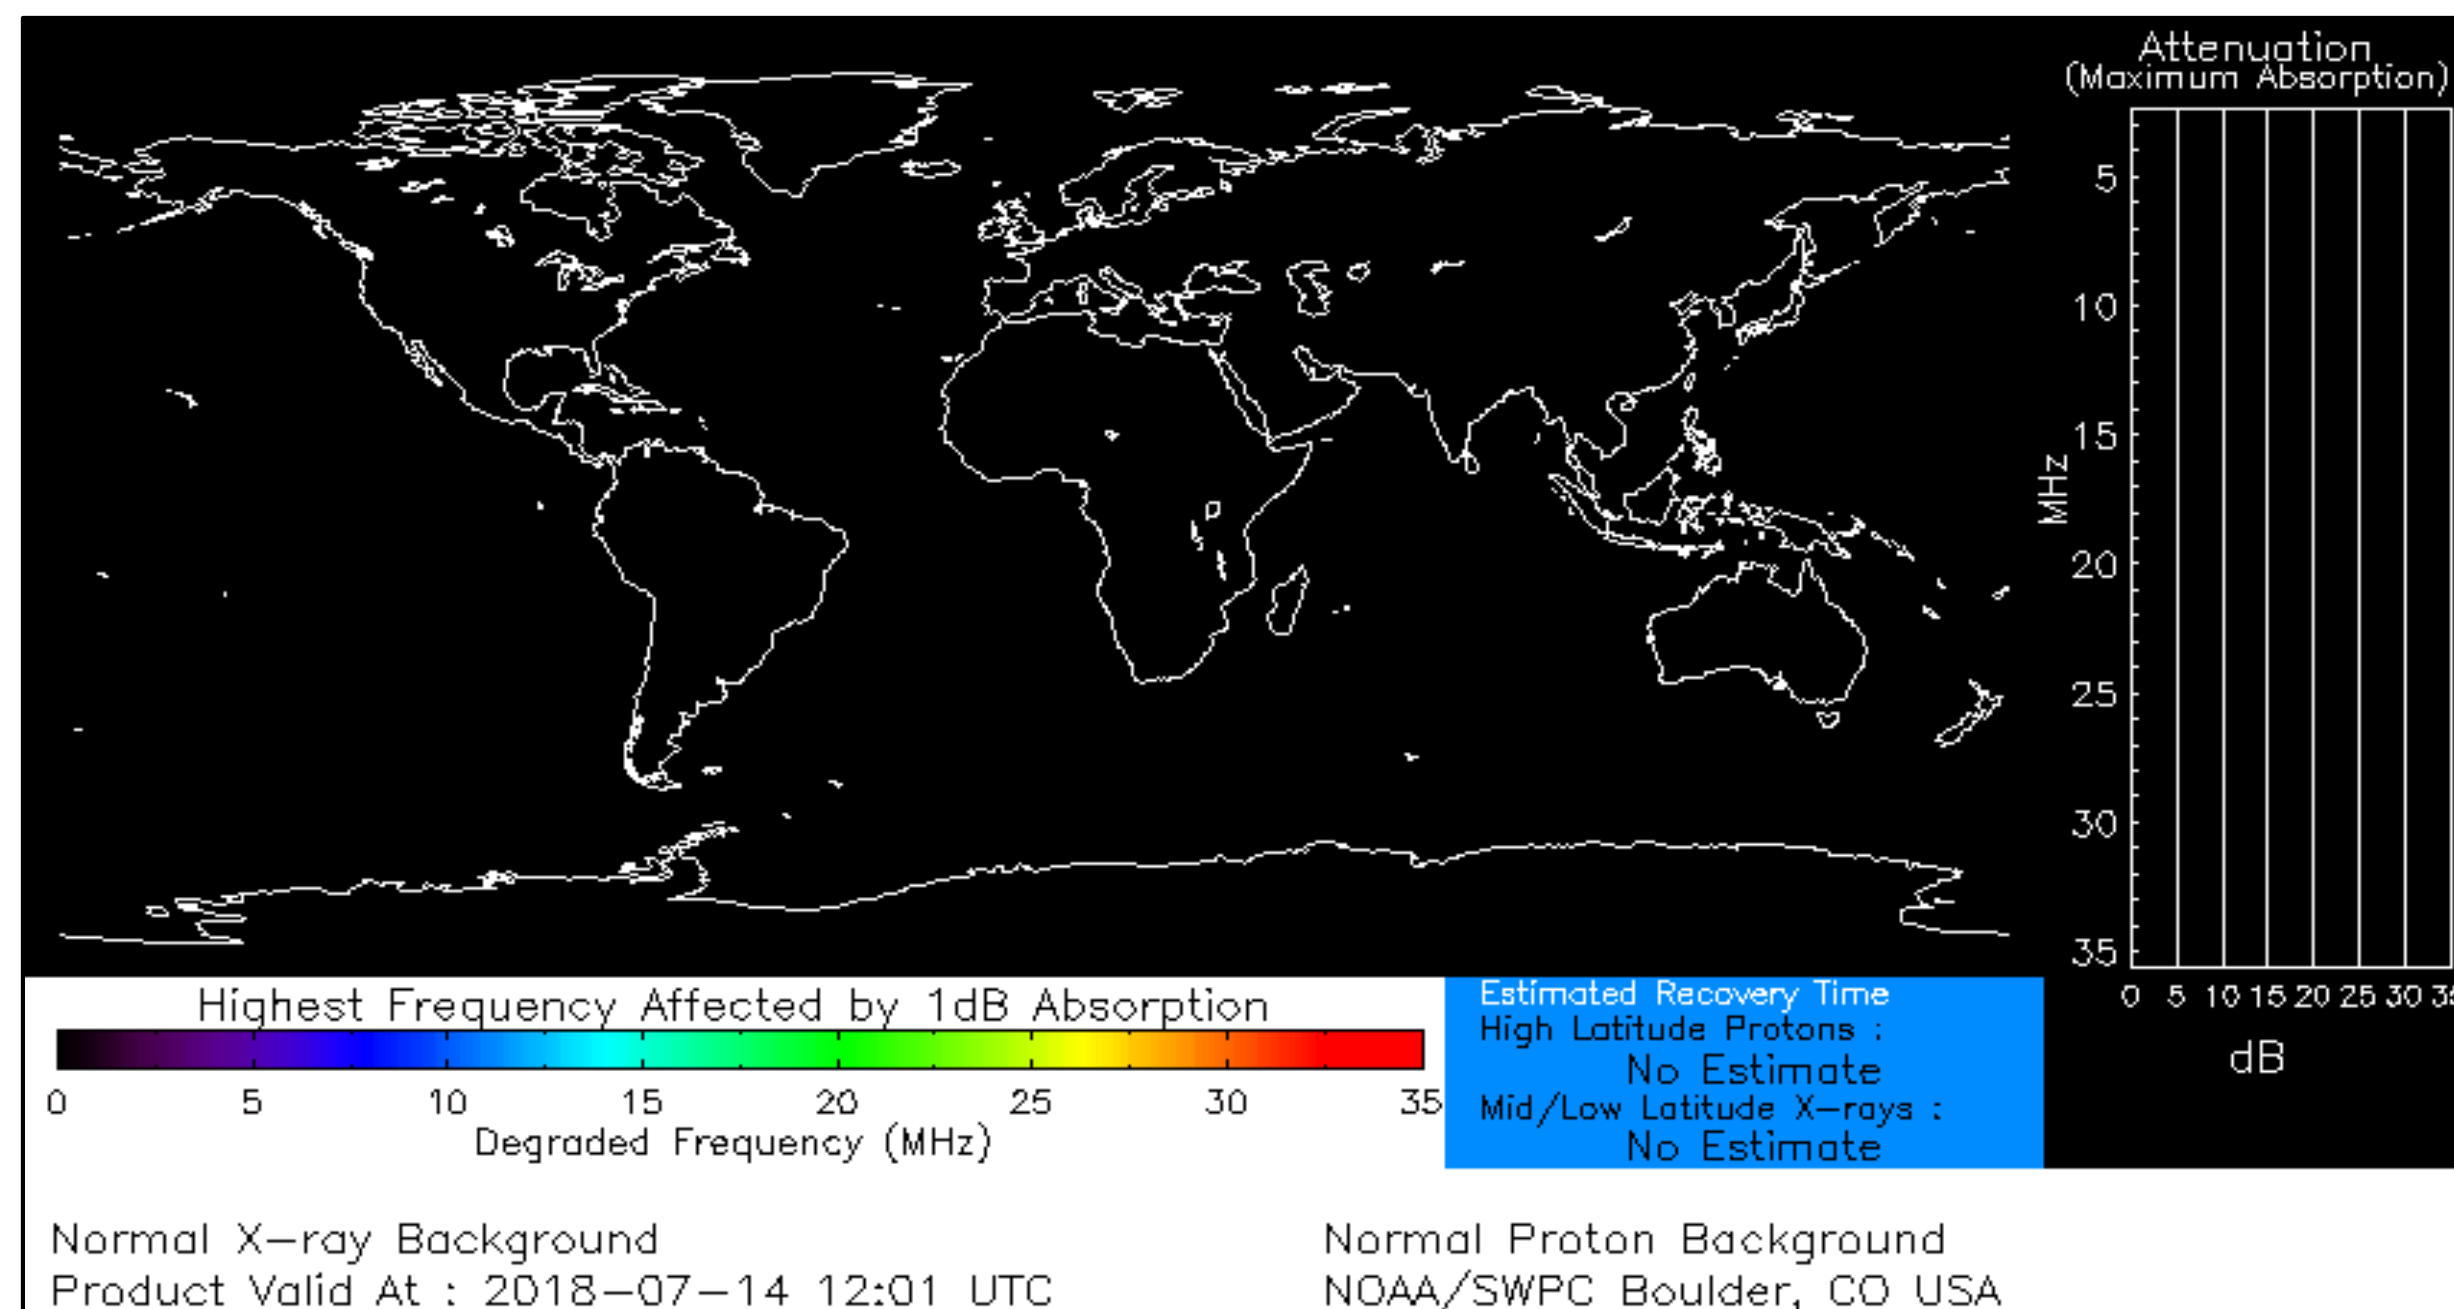 Attenuation
(Maximum Absorption)
5
10
15
20
25
30
35
MHz
0 5 10 15 20 25 30
dB
Highest Frequency Affected by 1dB Absorption
0 5 10 15 20 25 30 35
Degraded Frequency (MHz)
Estimated Recovery Time
High Latitude Protons :
No Estimate
Mid/Low Latitude X-rays :
No Estimate
Normal X-ray Background
Normal Proton Background
Product Valid At : 2018-07-14 12:01 UTC
NOAA/SWPC Boulder, CO USA